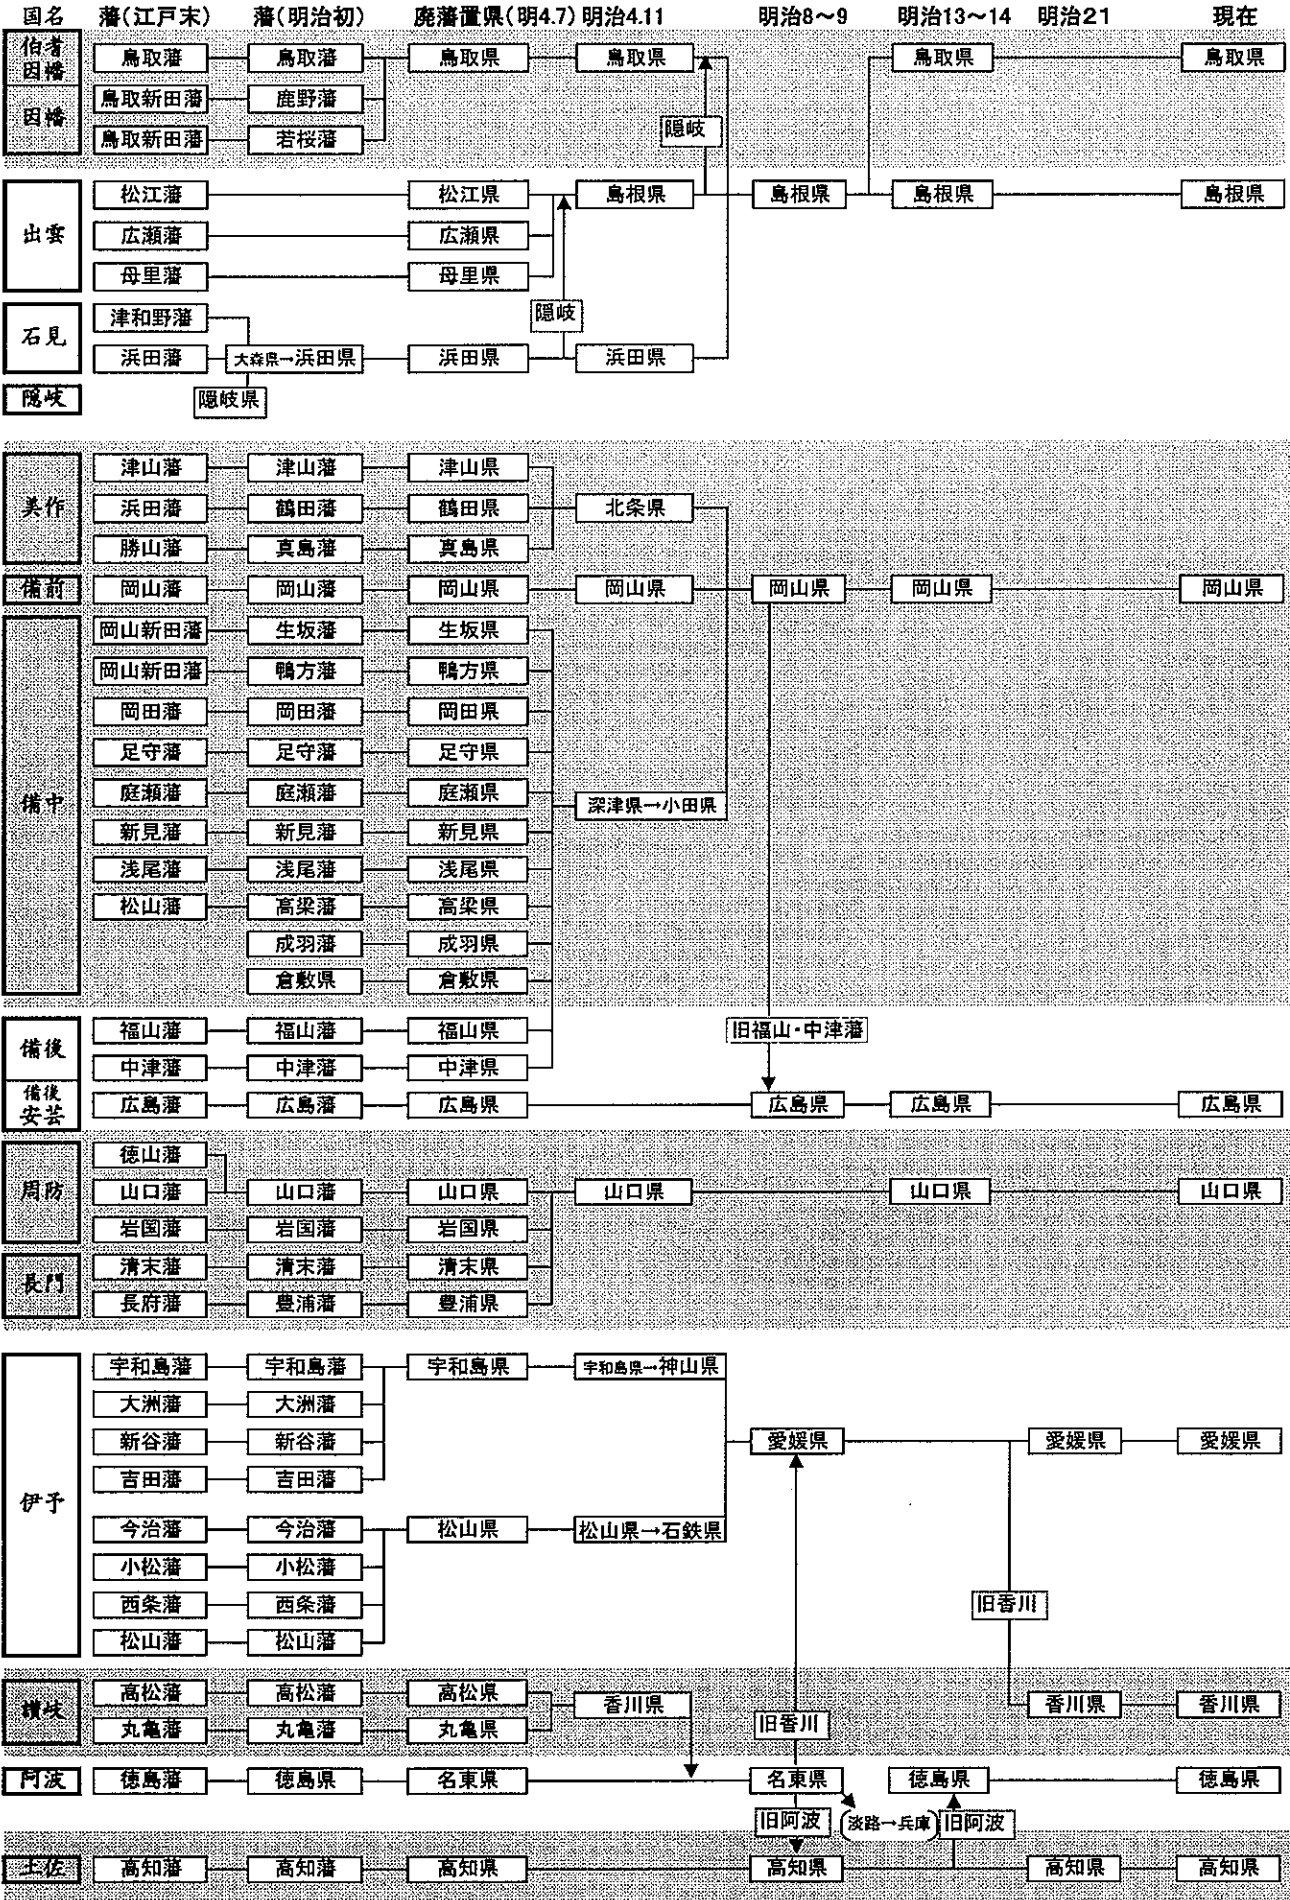 国名 藩(江戸末) 藩(明治初) 廃藩置県(明4.7) 明治4.11 明治8～9 明治13～14 明治21 現在
伯耆
因幡
鳥取藩 鳥取藩 鳥取県 鳥取県 鳥取県 鳥取県
因幡
鳥取新田藩 鹿野藩
隠岐
鳥取新田藩 若桜藩
出雲
松江藩 松江県 島根県 島根県 島根県 島根県
広瀬藩 広瀬県
母里藩 母里県
隠岐
石見
津和野藩
浜田藩 大森県→浜田県 浜田県 浜田県
隠岐
隠岐県
美作
津山藩 津山藩 津山県
浜田藩 鶴田藩 鶴田県 北条県
勝山藩 真島藩 真島県
備前 岡山藩 岡山藩 岡山県 岡山県 岡山県 岡山県 岡山県
備中
岡山新田藩 生坂藩 生坂県
岡山新田藩 鴨方藩 鴨方県
岡田藩 岡田藩 岡田県
足守藩 足守藩 足守県
庭瀬藩 庭瀬藩 庭瀬県
深津県→小田県
新見藩 新見藩 新見県
浅尾藩 浅尾藩 浅尾県
松山藩 高梁藩 高梁県
成羽藩 成羽県
倉敷県 倉敷県
備後
福山藩 福山藩 福山県
旧福山・中津藩
中津藩 中津藩 中津県
備後
安芸
広島藩 広島藩 広島県 広島県 広島県 広島県
周防
徳山藩
山口藩 山口藩 山口県 山口県 山口県 山口県
岩国藩 岩国藩 岩国県
長門
清末藩 清末藩 清末県
長府藩 豊浦藩 豊浦県
伊予
宇和島藩 宇和島藩 宇和島県 宇和島県→神山県
大洲藩 大洲藩
新谷藩 新谷藩 愛媛県 愛媛県 愛媛県
吉田藩 吉田藩
今治藩 今治藩 松山県 松山県→石鉄県
小松藩 小松藩
西条藩 西条藩
旧香川
松山藩 松山藩
讃岐
高松藩 高松藩 高松県 香川県 香川県 香川県
丸亀藩 丸亀藩 丸亀県
旧香川
阿波 徳島藩 徳島県 名東県 名東県 徳島県 徳島県
旧阿波 (淡路→兵庫) 旧阿波
土佐 高知藩 高知藩 高知県 高知県 高知県 高知県